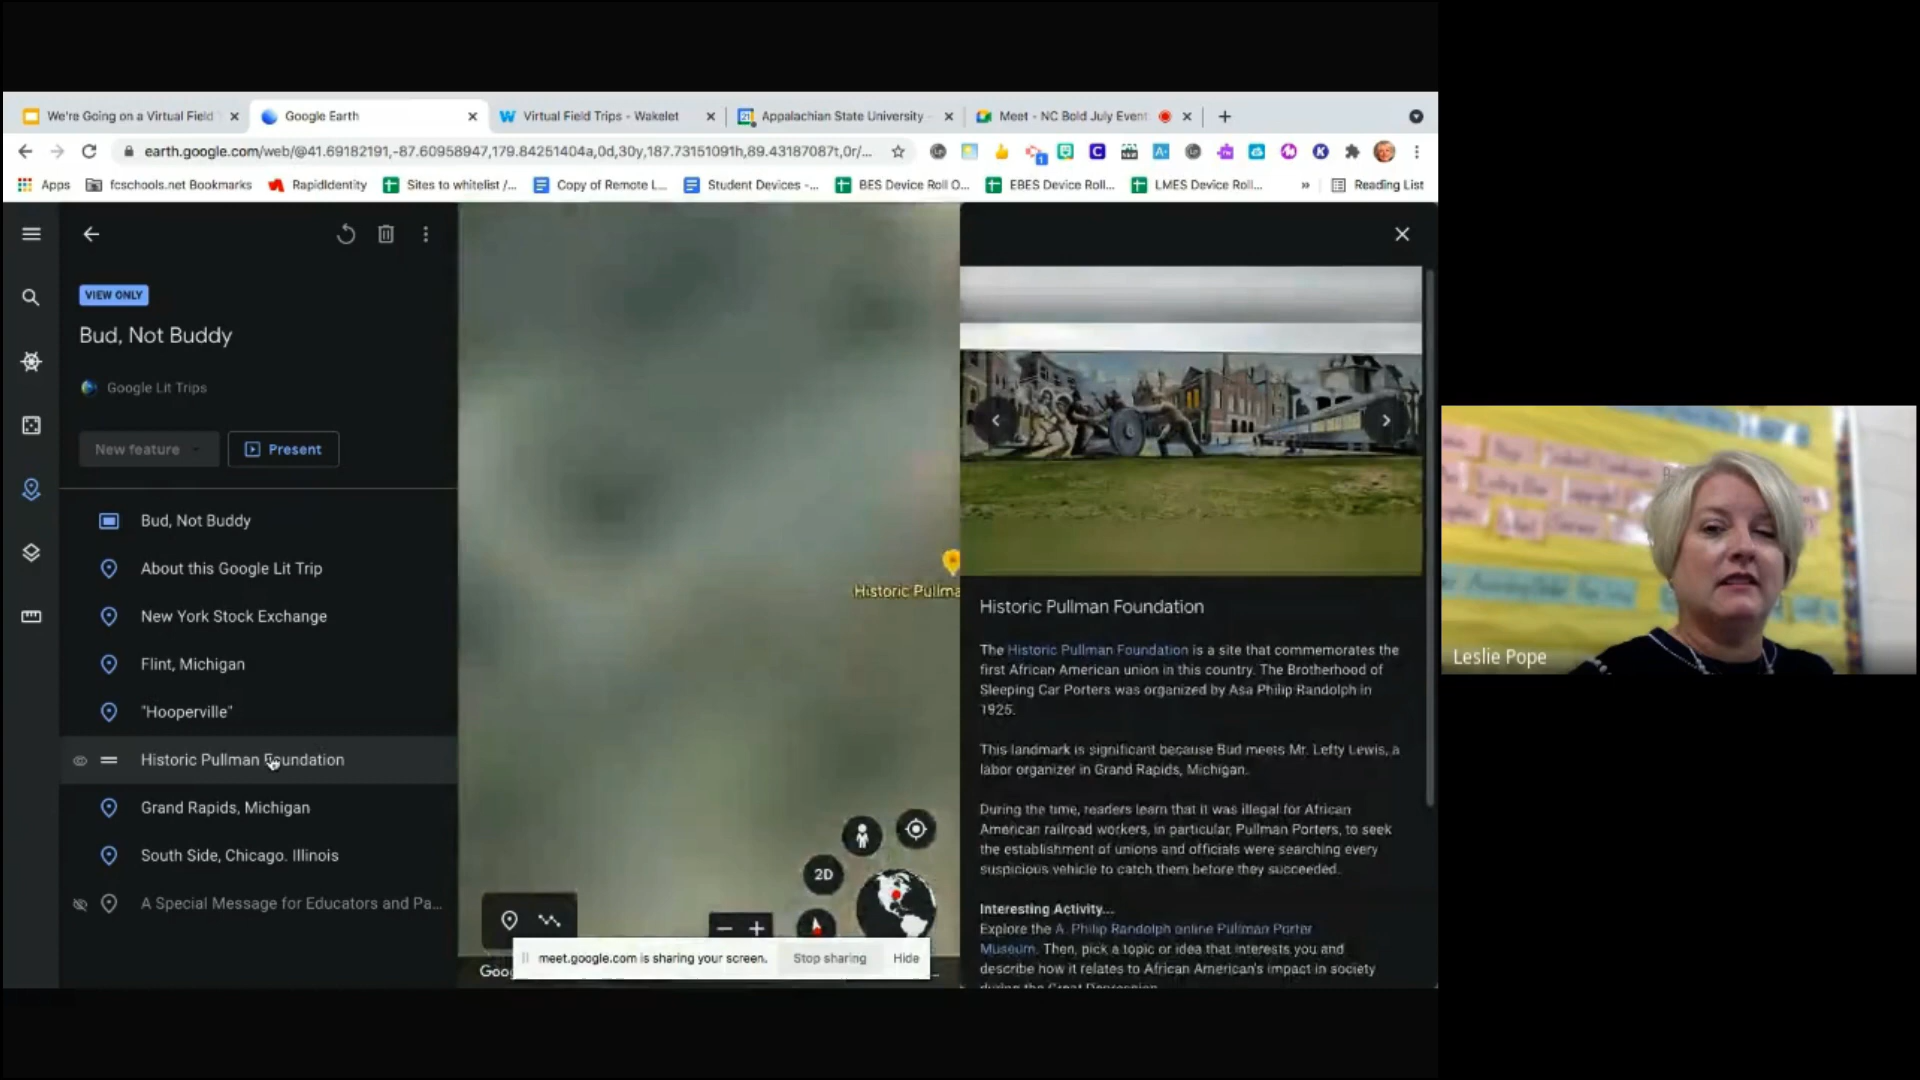 We're Going on a Virtual Field
Google Earth
Virtual Field Trips - Wakelet
Appalachian State University
Meet - NC Bold July Event
earth.google.com/web/@41.69182191,-87.60958947,179.84251404a,0d,30y,187.73151091h,89.43187087t,0r/...
Apps
fcschools.net Bookmarks
RapidIdentity
Sites to whitelist /...
Copy of Remote L...
Student Devices -...
BES Device Roll O...
EBES Device Roll...
LMES Device Roll...
»
Reading List
VIEW ONLY
Bud, Not Buddy
Google Lit Trips
New feature
Present
Bud, Not Buddy
About this Google Lit Trip
New York Stock Exchange
Flint, Michigan
"Hooperville"
Historic Pullman Foundation
Grand Rapids, Michigan
South Side, Chicago. Illinois
A Special Message for Educators and Pa...
Historic Pullma
2D
Goo
meet.google.com is sharing your screen.
Stop sharing
Hide
Historic Pullman Foundation
The Historic Pullman Foundation is a site that commemorates the
first African American union in this country. The Brotherhood of
Sleeping Car Porters was organized by Asa Philip Randolph in
1925.
This landmark is significant because Bud meets Mr. Lefty Lewis, a
labor organizer in Grand Rapids, Michigan.
During the time, readers learn that it was illegal for African
American railroad workers, in particular, Pullman Porters, to seek
the establishment of unions and officials were searching every
suspicious vehicle to catch them before they succeeded.
Interesting Activity...
Explore the A. Philip Randolph online Pullman Porter
Museum. Then, pick a topic or idea that interests you and
describe how it relates to African American's impact in society
during the Great Depression
Leslie Pope